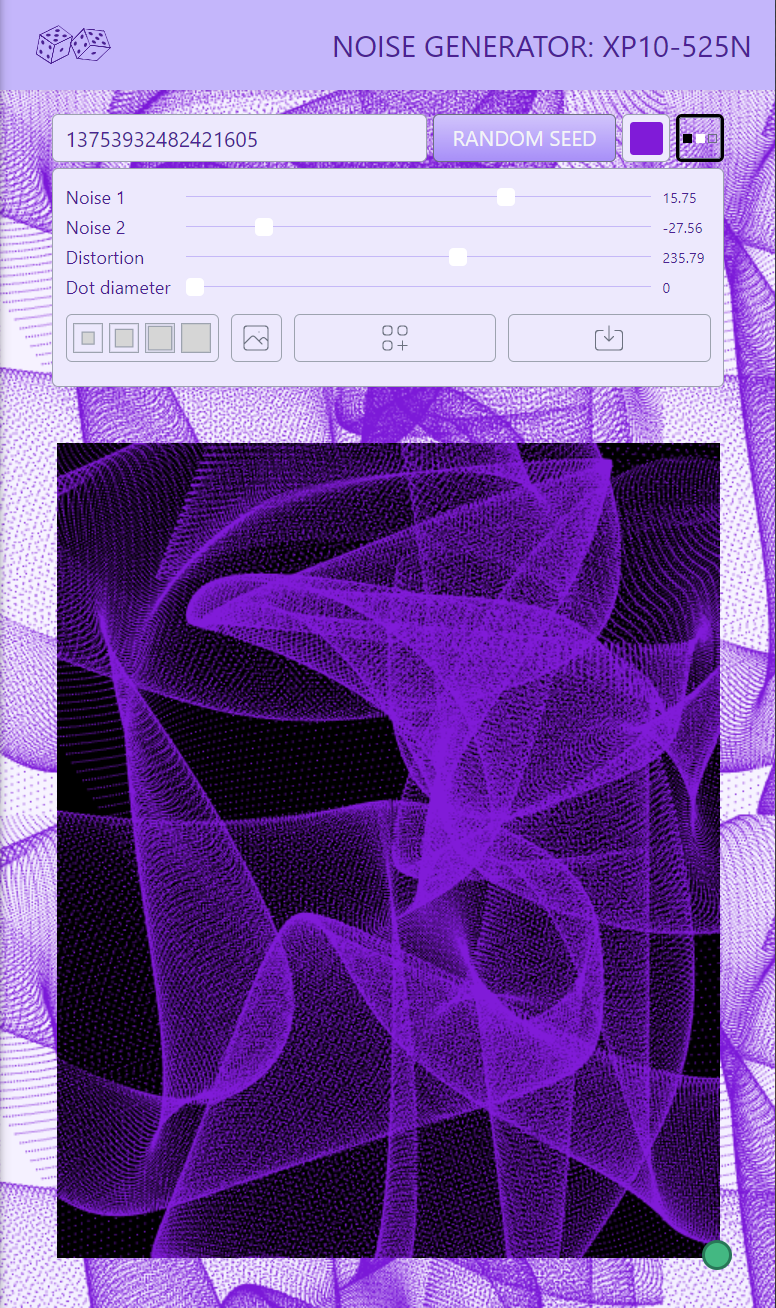 NOISE GENERATOR: XP10-525N
13753932482421605 RANDOM SEED
Noise 1 15.75
Noise 2 -27.56
Distortion 235.79
Dot diameter 0